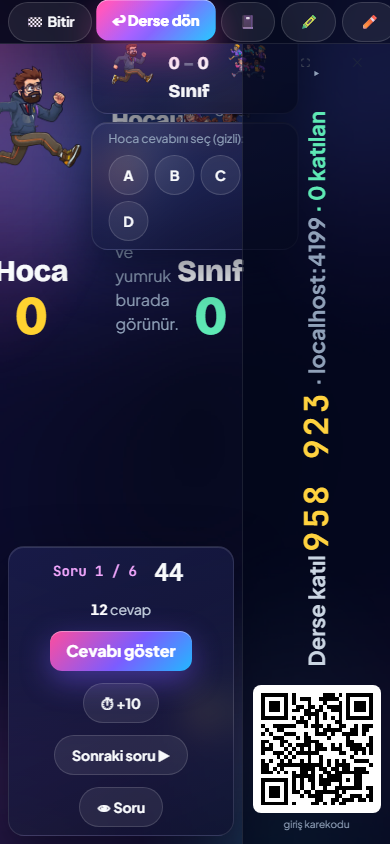 Bitir
Derse dön
0 – 0
Sınıf
Hoca cevabını seç (gizli):
A
B
C
D
ve
yumruk
burada
görünür.
Hoca
0
Sınıf
0
Soru 1 / 6 44
12 cevap
Cevabı göster
+10
Sonraki soru
Soru
Derse katıl 958 923 · localhost:4199 · 0 katılan
giriş karekodu